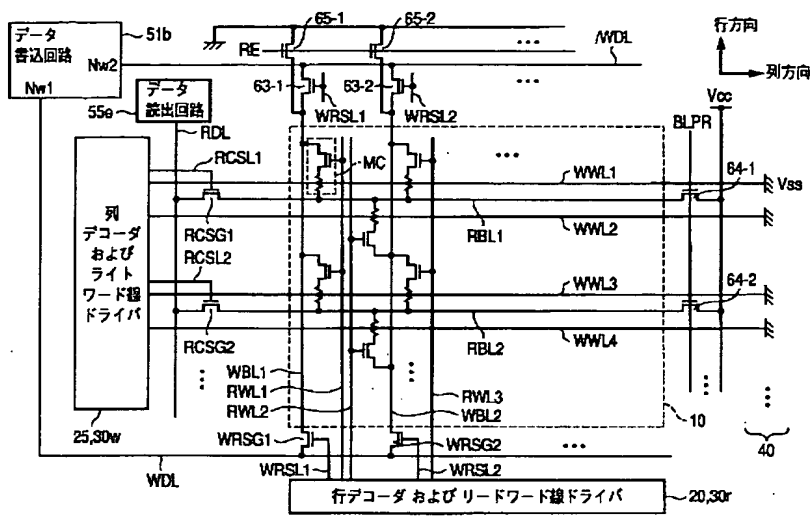 データ
書込回路
51b
Nw2
Nw1
65-1
65-2
RE
/WDL
行方向
列方向
データ
読出回路
55e
RDL
63-1
63-2
WRSL1
WRSL2
Vcc
BLPR
RCSL1
MC
WWL1
Vss
64-1
RCSG1
RBL1
WWL2
列
デコーダ
および
ライト
ワード線
ドライバ
RCSL2
WWL3
64-2
RCSG2
RBL2
WWL4
WBL1
RWL1
RWL2
RWL3
WBL2
10
40
25,30w
WRSG1
WRSG2
WDL
WRSL1
WRSL2
行デコーダ および リードワード線ドライバ
20,30r